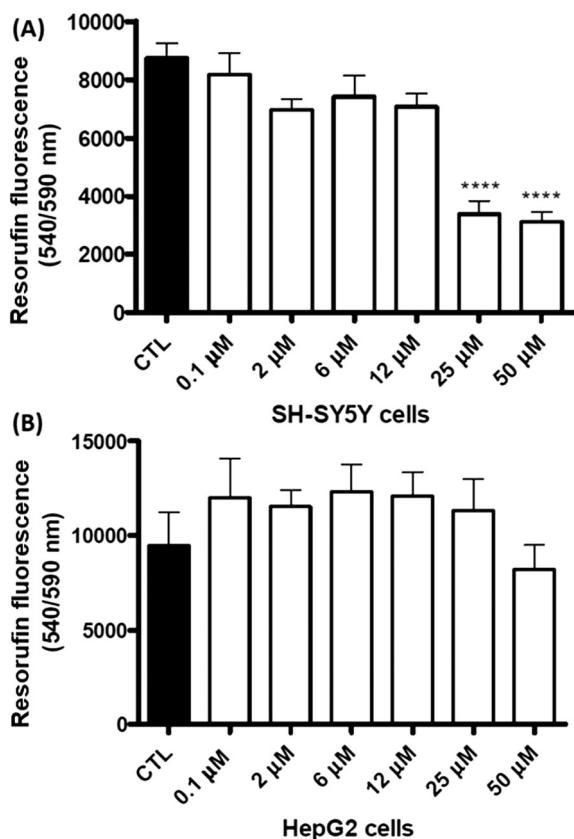 (A)
Resorufin fluorescence
(540/590 nm)
10000
8000
6000
4000
2000
0
**** ****
CTL 0.1 µM 2 µM 6 µM 12 µM 25 µM 50 µM
SH-SY5Y cells
(B)
Resorufin fluorescence
(540/590 nm)
15000
10000
5000
0
CTL 0.1 µM 2 µM 6 µM 12 µM 25 µM 50 µM
HepG2 cells